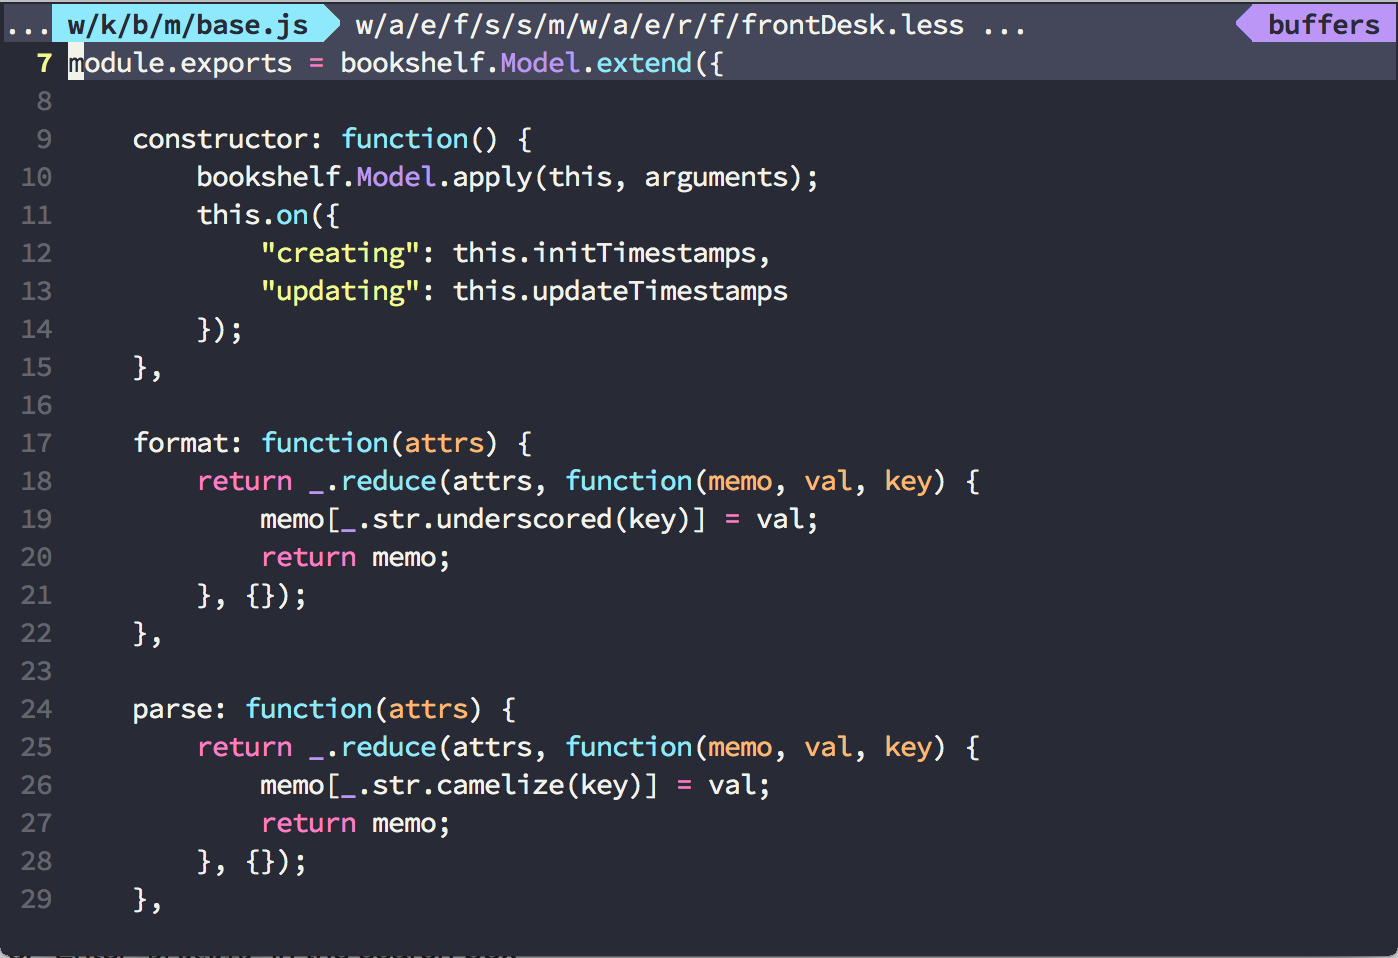 ... w/k/b/m/base.js w/a/e/f/s/s/m/w/a/e/r/f/frontDesk.less ... buffers
7 module.exports = bookshelf.Model.extend({
8
9     constructor: function() {
10         bookshelf.Model.apply(this, arguments);
11         this.on({
12             "creating": this.initTimestamps,
13             "updating": this.updateTimestamps
14         });
15     },
16
17     format: function(attrs) {
18         return _.reduce(attrs, function(memo, val, key) {
19             memo[_.str.underscored(key)] = val;
20             return memo;
21         }, {});
22     },
23
24     parse: function(attrs) {
25         return _.reduce(attrs, function(memo, val, key) {
26             memo[_.str.camelize(key)] = val;
27             return memo;
28         }, {});
29     },